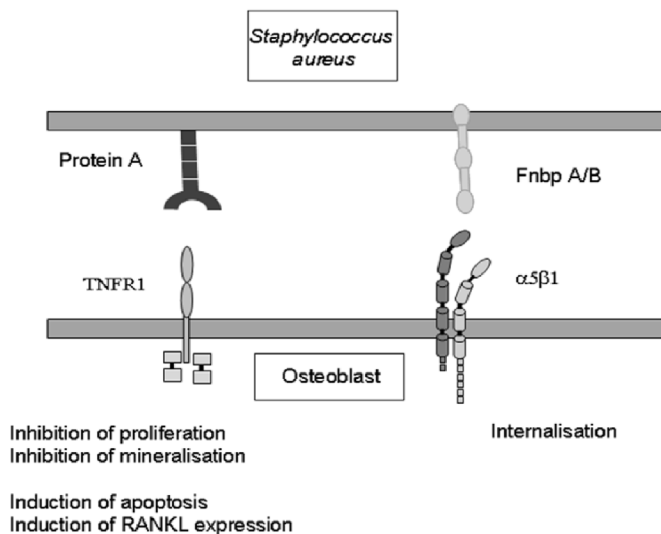 Staphylococcus
aureus
Protein A
Fnbp A/B
TNFR1
α5β1
Osteoblast
Inhibition of proliferation
Inhibition of mineralisation
Internalisation
Induction of apoptosis
Induction of RANKL expression